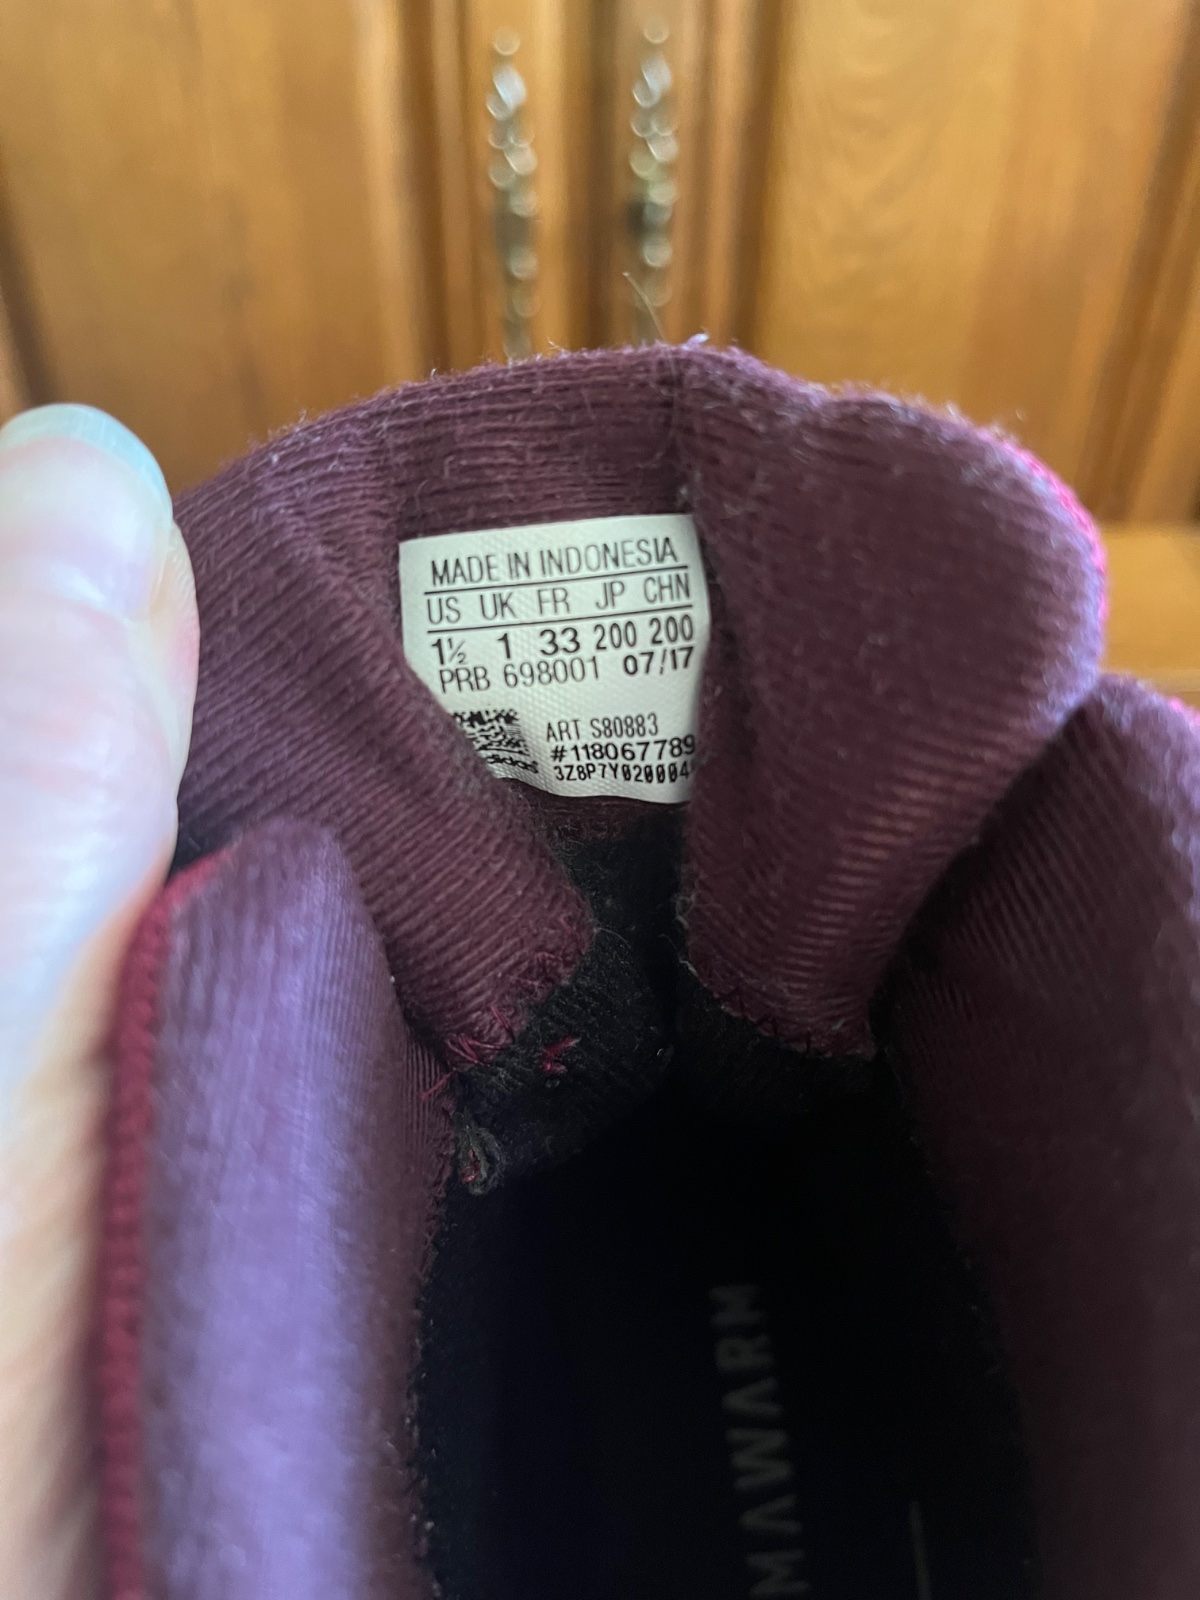 MADE IN INDONESIA
US UK FR JP CHN
1½ 1 33 200 200
PRB 698001 07/17
ART S80883
#118067789
adidas 3Z8P7Y020004
MAWARM